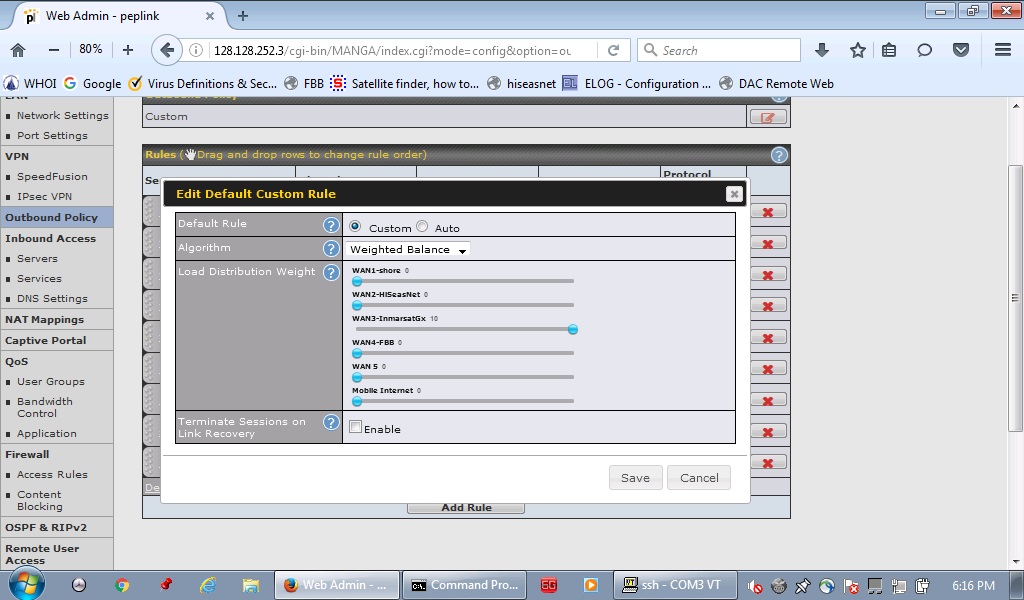 Web Admin - peplink
80%
128.128.252.3/cgi-bin/MANGA/index.cgi?mode=config&option=ou
Search
WHOI
Google
Virus Definitions & Sec...
FBB
Satellite finder, how to...
hiseasnet
ELOG - Configuration ...
DAC Remote Web
Network Settings
Port Settings
VPN
SpeedFusion
IPsec VPN
Outbound Policy
Inbound Access
Servers
Services
DNS Settings
NAT Mappings
Captive Portal
QoS
User Groups
Bandwidth
Control
Application
Firewall
Access Rules
Content
Blocking
OSPF & RIPv2
Remote User
Access
Custom
Rules (Drag and drop rows to change rule order)
Se
Protocol
Edit Default Custom Rule
Default Rule
Custom
Auto
Algorithm
Weighted Balance
Load Distribution Weight
WAN1-shore 0
WAN2-HiSeasNet 0
WAN3-InmarsatGx 10
WAN4-FBB 0
WAN 5 0
Mobile Internet 0
Terminate Sessions on
Link Recovery
Enable
Save
Cancel
De
Add Rule
Web Admin - ...
Command Pro...
ssh - COM3 VT
6:16 PM